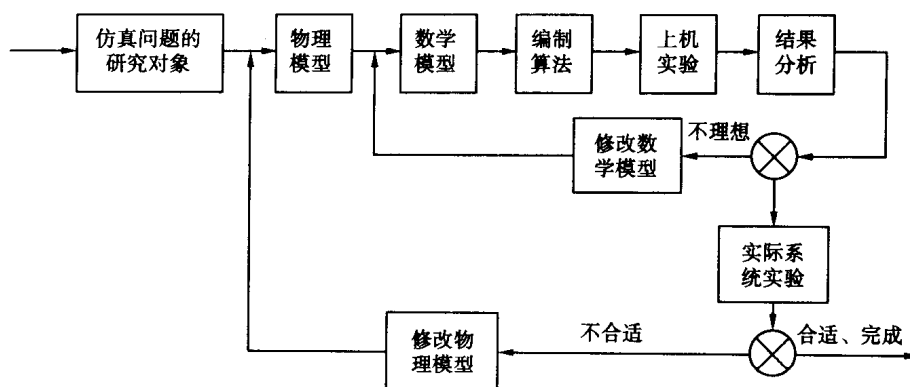 仿真问题的
研究对象
物理
模型
数学
模型
编制
算法
上机
实验
结果
分析
不理想
修改数
学模型
实际系
统实验
不合适
合适、完成
修改物
理模型